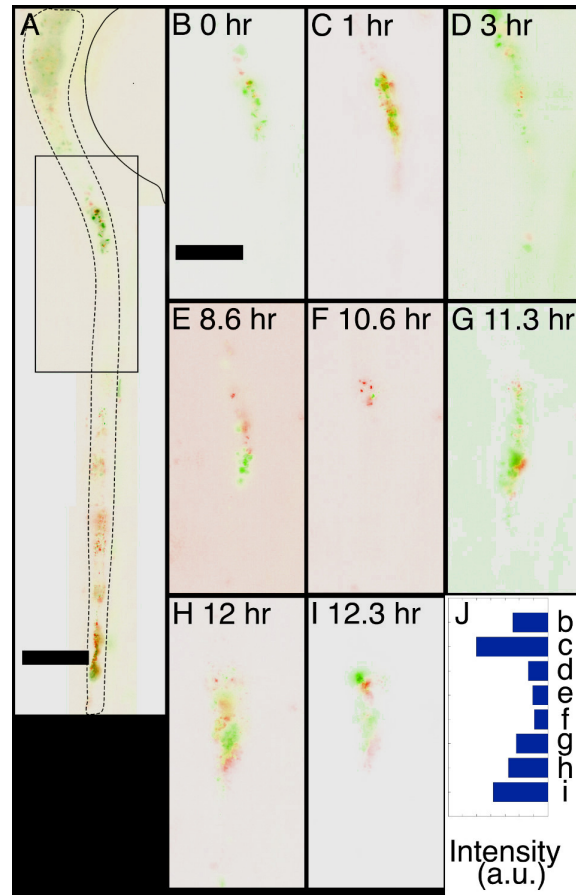 A
B 0 hr
C 1 hr
D 3 hr
E 8.6 hr
F 10.6 hr
G 11.3 hr
H 12 hr
I 12.3 hr
J
b
c
d
e
f
g
h
i
Intensity
(a.u.)